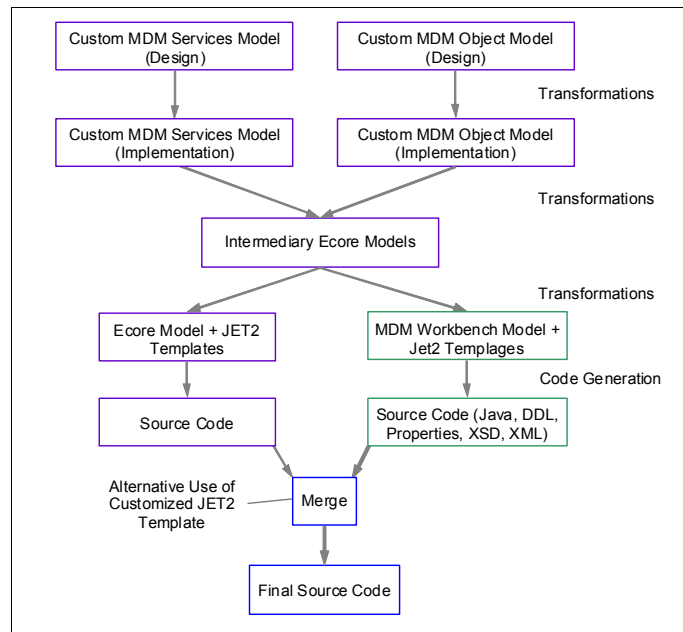 Custom MDM Services Model
(Design)
Custom MDM Object Model
(Design)
Transformations
Custom MDM Services Model
(Implementation)
Custom MDM Object Model
(Implementation)
Transformations
Intermediary Ecore Models
Transformations
Ecore Model + JET2
Templates
MDM Workbench Model +
Jet2 Templages
Code Generation
Source Code
Source Code (Java, DDL,
Properties, XSD, XML)
Alternative Use of
Customized JET2
Template
Merge
Final Source Code